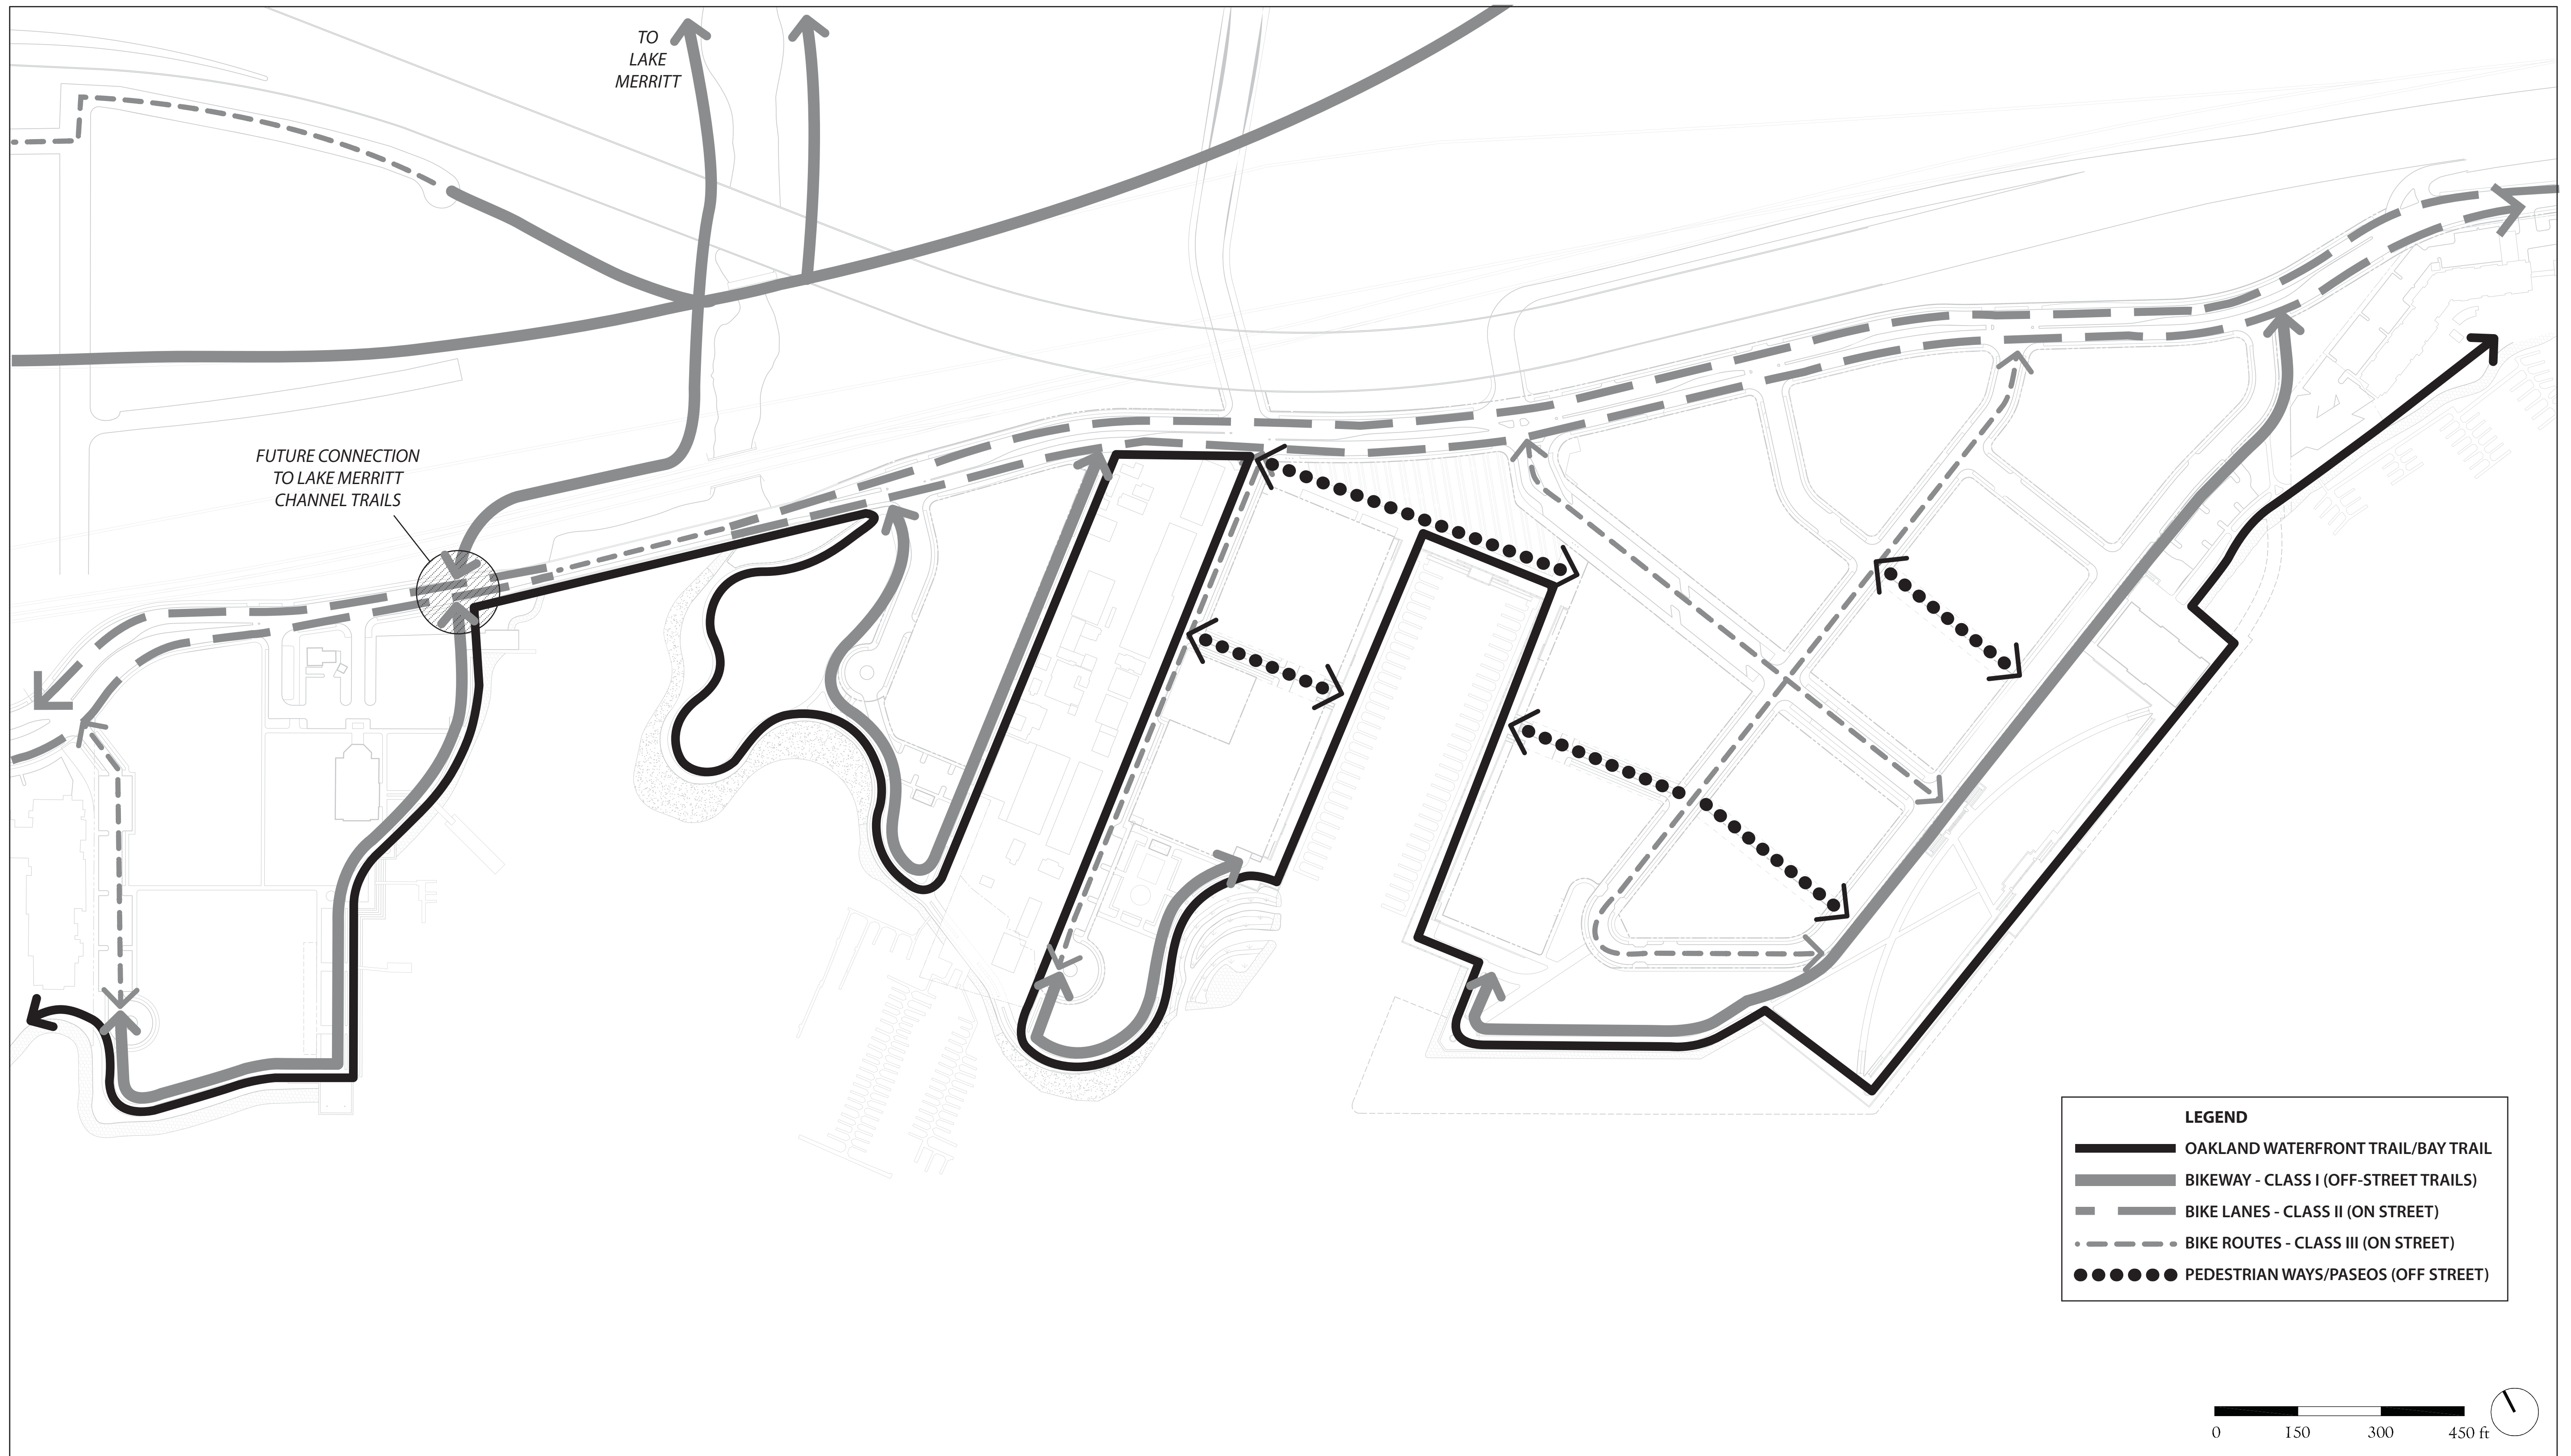 TO
LAKE
MERRITT
FUTURE CONNECTION
TO LAKE MERRITT
CHANNEL TRAILS
LEGEND
OAKLAND WATERFRONT TRAIL/BAY TRAIL
BIKEWAY - CLASS I (OFF-STREET TRAILS)
BIKE LANES - CLASS II (ON STREET)
BIKE ROUTES - CLASS III (ON STREET)
PEDESTRIAN WAYS/PASEOS (OFF STREET)
0 150 300 450 ft